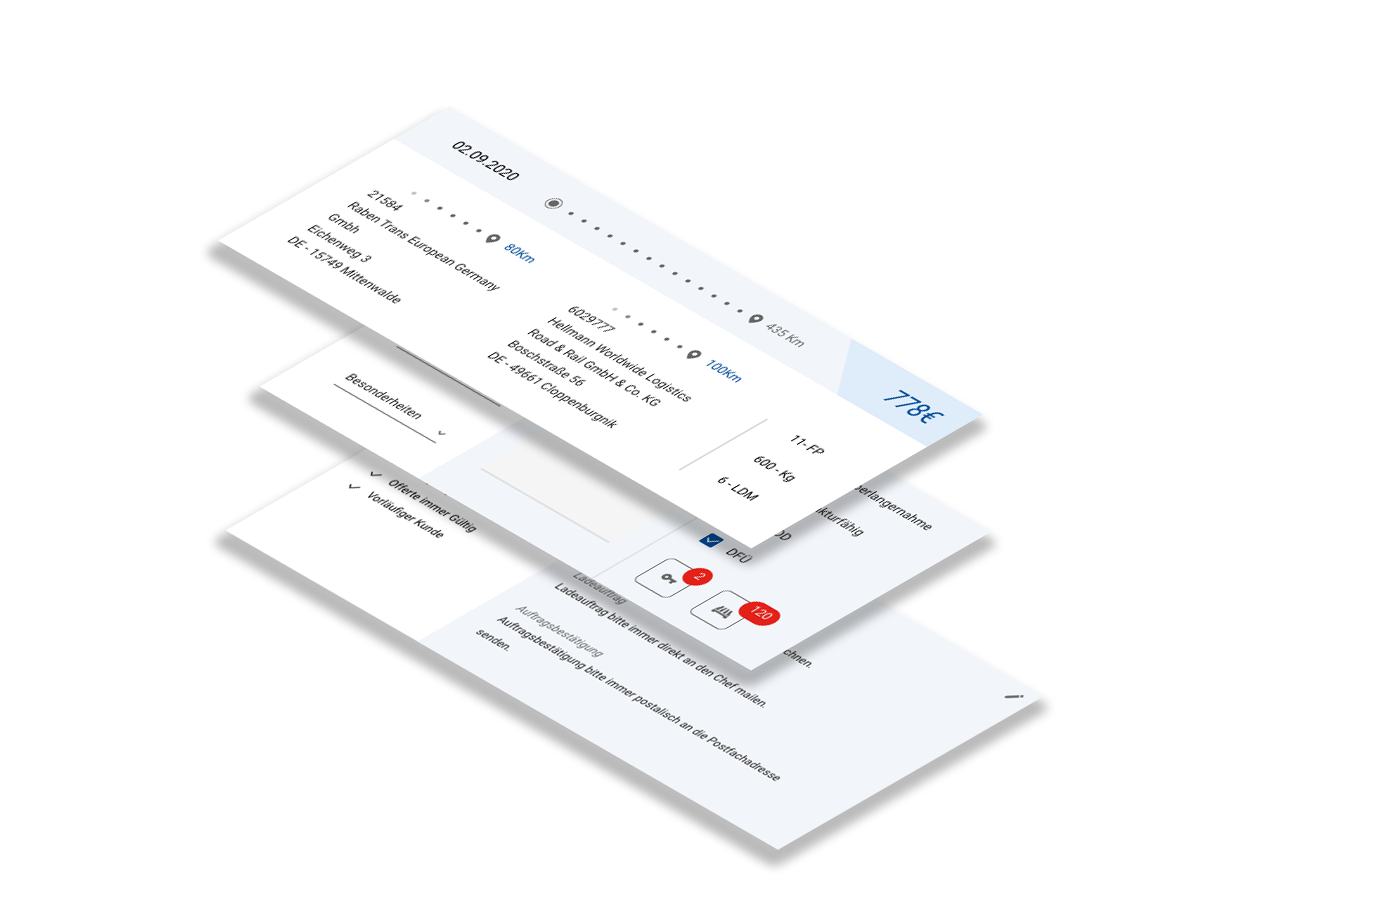 02.09.2020
435 Km
778€
21584
80Km
Raben Trans European Germany
Gmbh
Eichenweg 3
DE - 15749 Mittenwalde
6029777
100Km
Hellmann Worldwide Logistics
Road & Rail GmbH & Co. KG
Boschstraße 56
DE - 49661 Cloppenburgnik
11- FP
600 - Kg
6 - LDM
Besonderheiten
DFÜ
2
120
Offerte immer Gültig
Vorläufiger Kunde
Ladeauftrag
Ladeauftrag bitte immer direkt an den Chef mailen.
Auftragsbestätigung
Auftragsbestätigung bitte immer postalisch an die Postfachadresse
senden.